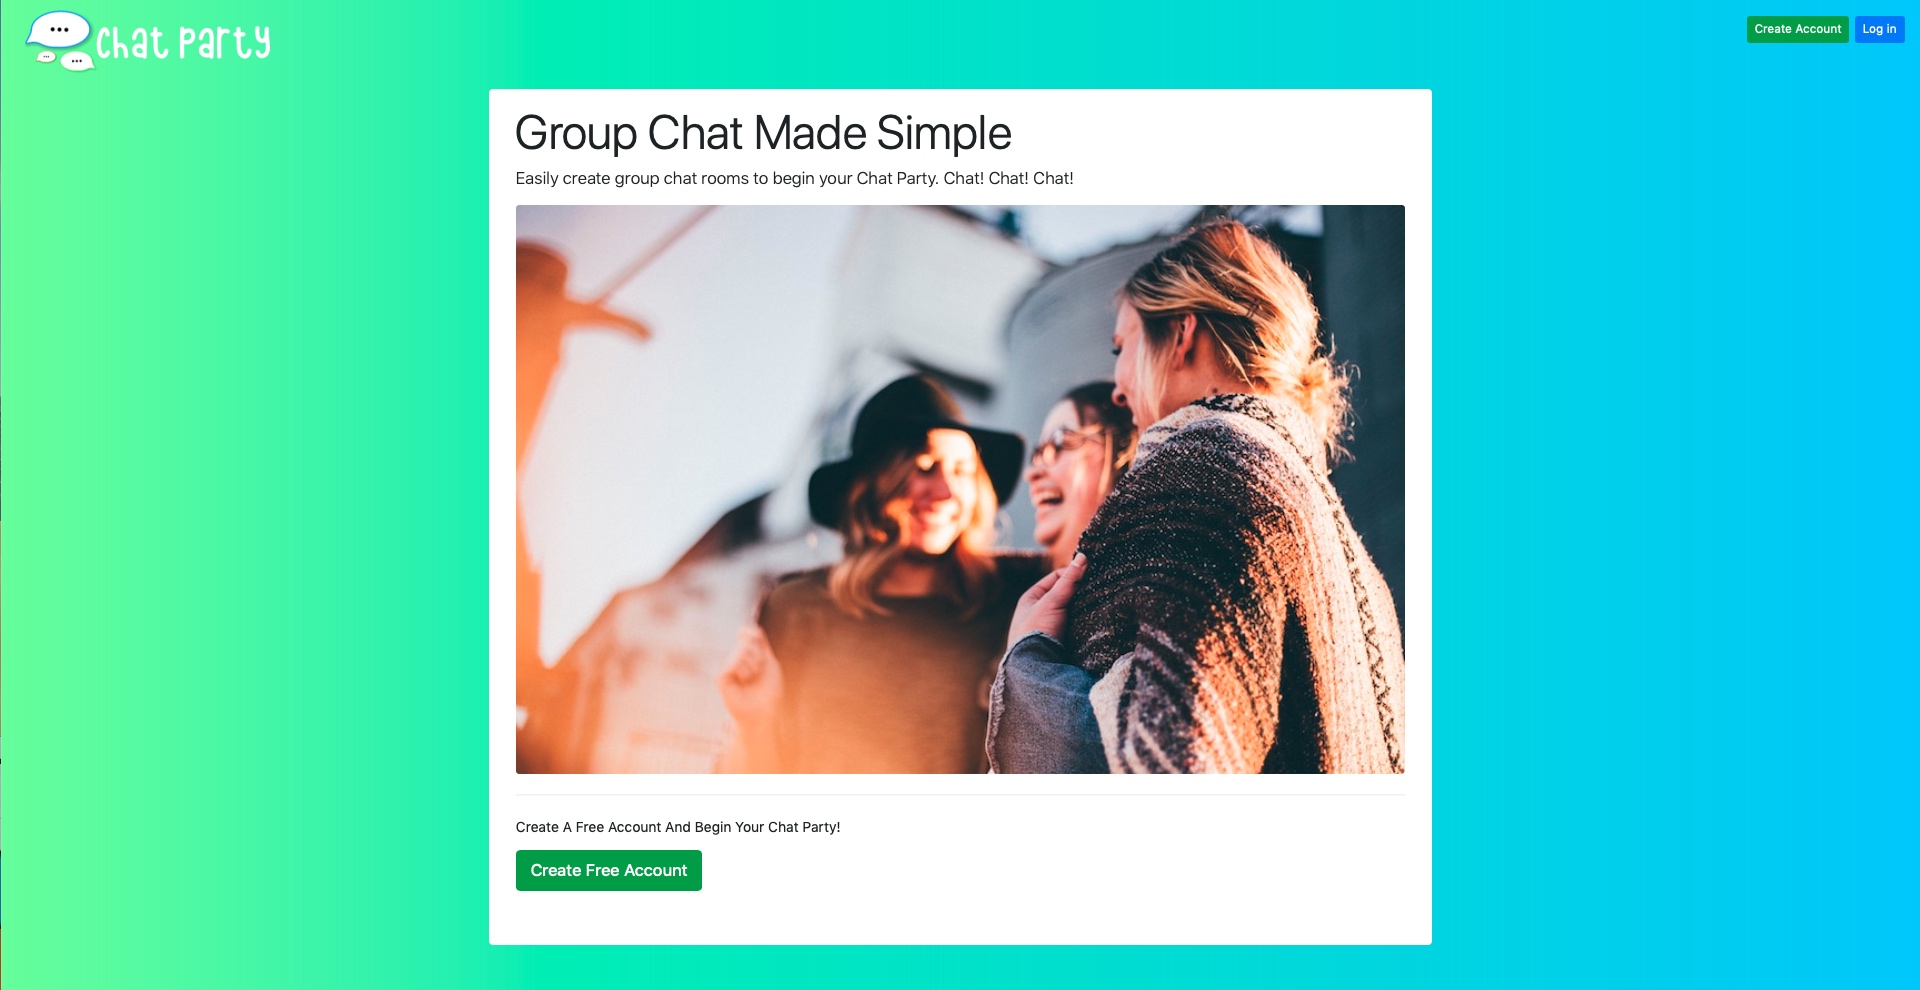 chat party
Create Account
Log in
Group Chat Made Simple
Easily create group chat rooms to begin your Chat Party. Chat! Chat! Chat!
Create A Free Account And Begin Your Chat Party!
Create Free Account